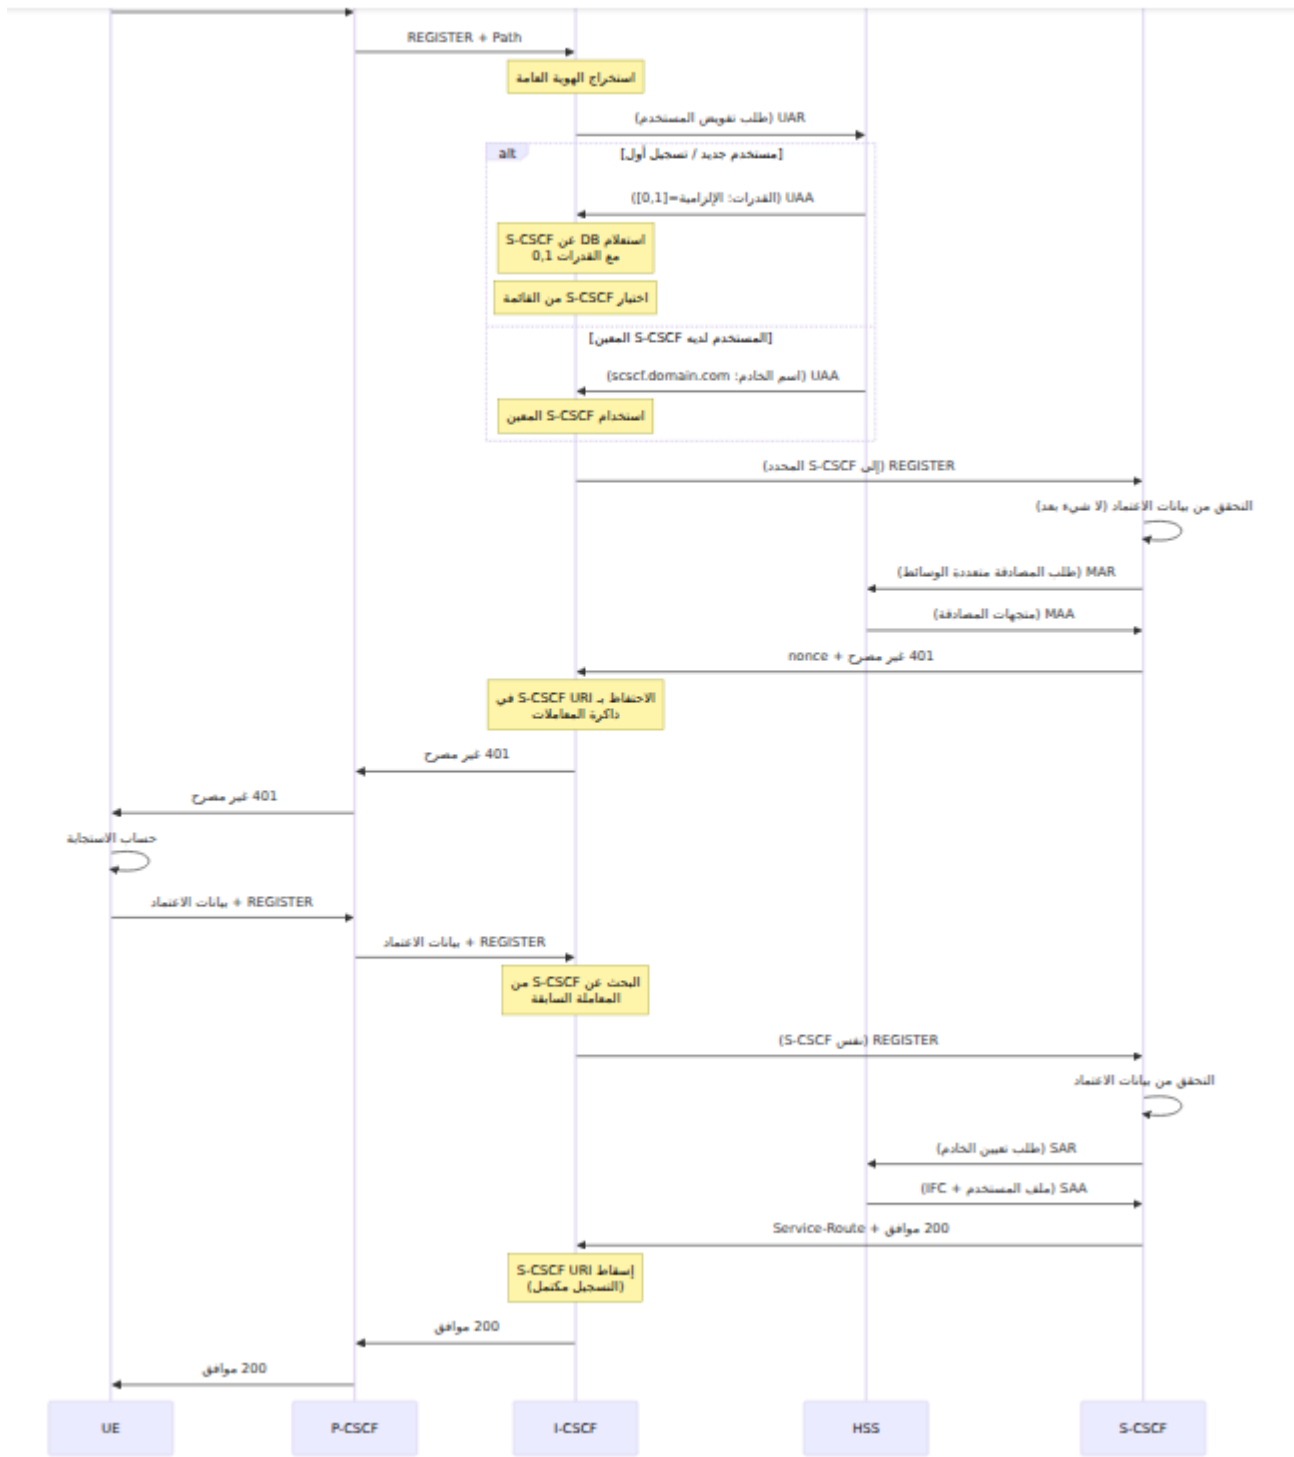 REGISTER + Path
استخراج الهوية العامة
UAR (طلب تفويض المستخدم)
alt
[مستخدم جديد / تسجيل أول]
UAA (القدرات: الإلزامية=[0,1])
استعلام DB عن S-CSCF
مع القدرات 0,1
اختيار S-CSCF من القائمة
[المستخدم لديه S-CSCF المعين]
UAA (اسم الخادم: scscf.domain.com)
استخدام S-CSCF المعين
REGISTER (إلى S-CSCF المحدد)
التحقق من بيانات الاعتماد (لا شيء بعد)
MAR (طلب المصادقة متعددة الوسائط)
MAA (متجهات المصادقة)
401 غير مصرح + nonce
الاحتفاظ بـ S-CSCF URI في
ذاكرة المعاملات
401 غير مصرح
401 غير مصرح
حساب الاستجابة
REGISTER + بيانات الاعتماد
REGISTER + بيانات الاعتماد
البحث عن S-CSCF من
المعاملة السابقة
REGISTER (نفس S-CSCF)
التحقق من بيانات الاعتماد
SAR (طلب تعيين الخادم)
SAA (ملف المستخدم + IFC)
200 موافق + Service-Route
إسقاط S-CSCF URI
(التسجيل مكتمل)
200 موافق
200 موافق
UE
P-CSCF
I-CSCF
HSS
S-CSCF